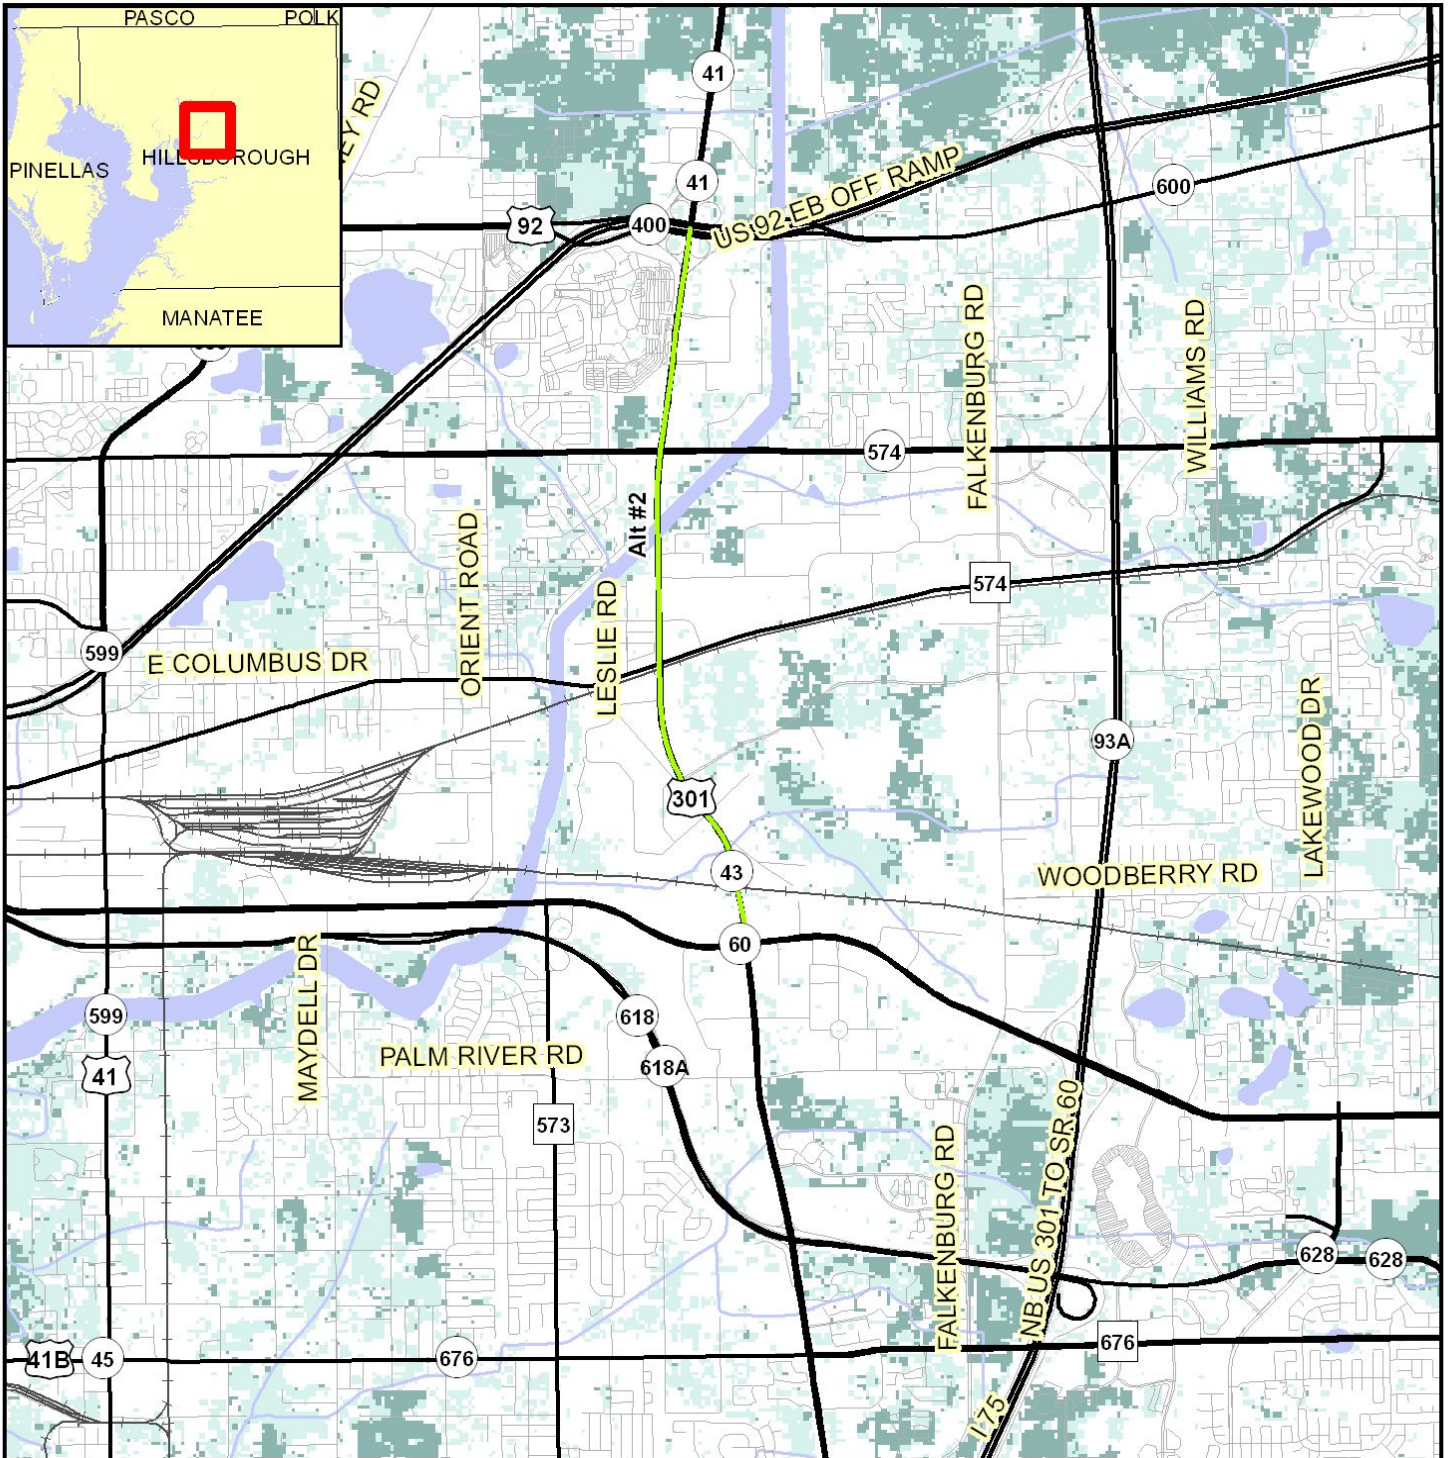 PASCO
POLK
PINELLAS
HILLSBOROUGH
MANATEE
41
41
92
400
US 92 EB OFF RAMP
600
FALKENBURG RD
WILLIAMS RD
574
Alt #2
ORIENT ROAD
LESLIE RD
574
599
E COLUMBUS DR
93A
LAKEWOOD DR
301
43
WOODBERRY RD
60
MAYDELL DR
599
618
41
PALM RIVER RD
618A
573
NB US 301 TO SR 60
FALKENBURG RD
628
628
41B
45
676
676
I-75